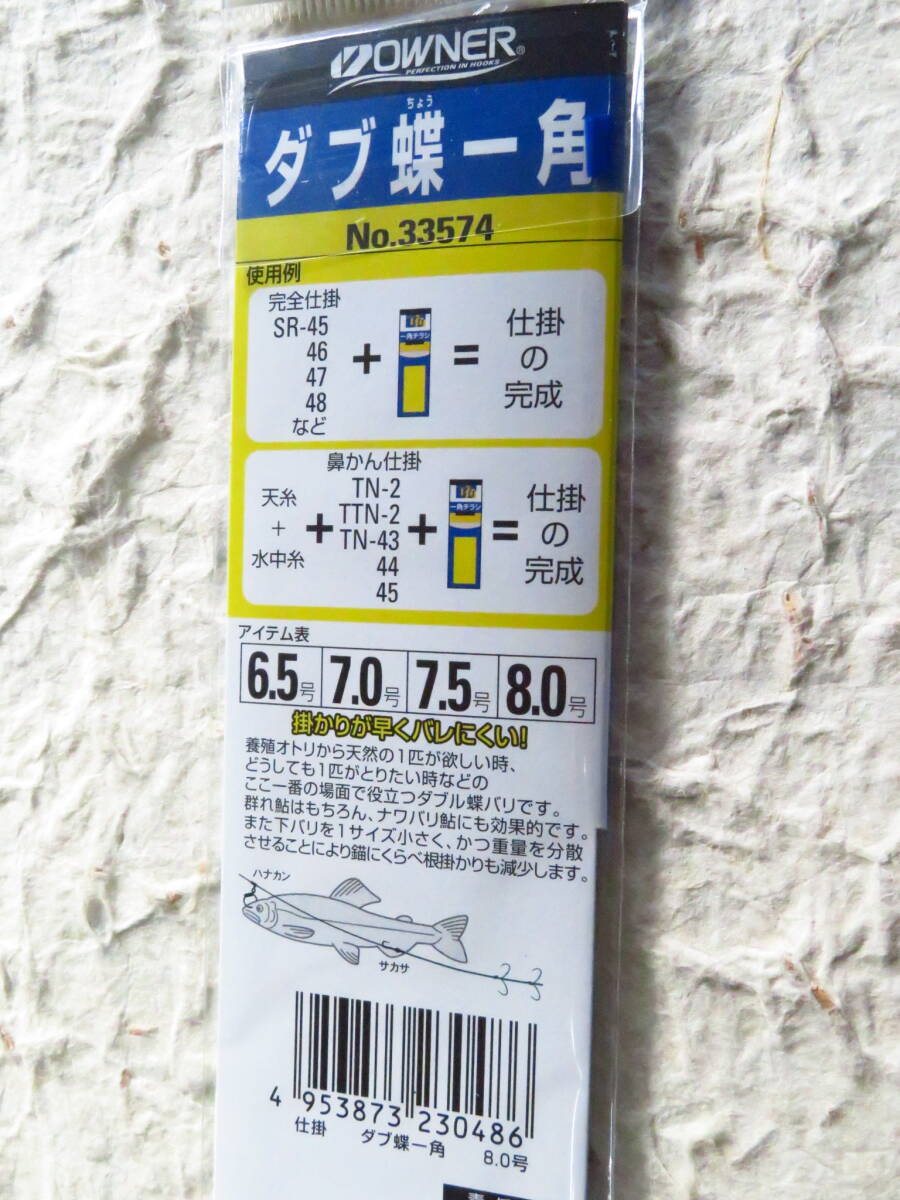 OWNER®
PERFECTION IN HOOKS
ちょう
ダブ蝶一角
No.33574
使用例
完全仕掛
SR-45
46
47
48
など
+
一角チラシ
=
仕掛
の
完成
天糸
+
水中糸
+
鼻かん仕掛
TN-2
TTN-2
TN-43
44
45
+
一角チラシ
=
仕掛
の
完成
アイテム表
6.5号 7.0号 7.5号 8.0号
掛かりが早くバレにくい!
養殖オトリから天然の1匹が欲しい時、
どうしても1匹がとりたい時などの
ここ一番の場面で役立つダブル蝶バリです。
群れ鮎はもちろん、ナワバリ鮎にも効果的です。
また下バリを1サイズ小さく、かつ重量を分散
させることにより錨にくらべ根掛かりも減少します。
ハナカン
サカサ
4 953873 230486
仕掛 ダブ蝶一角 8.0号